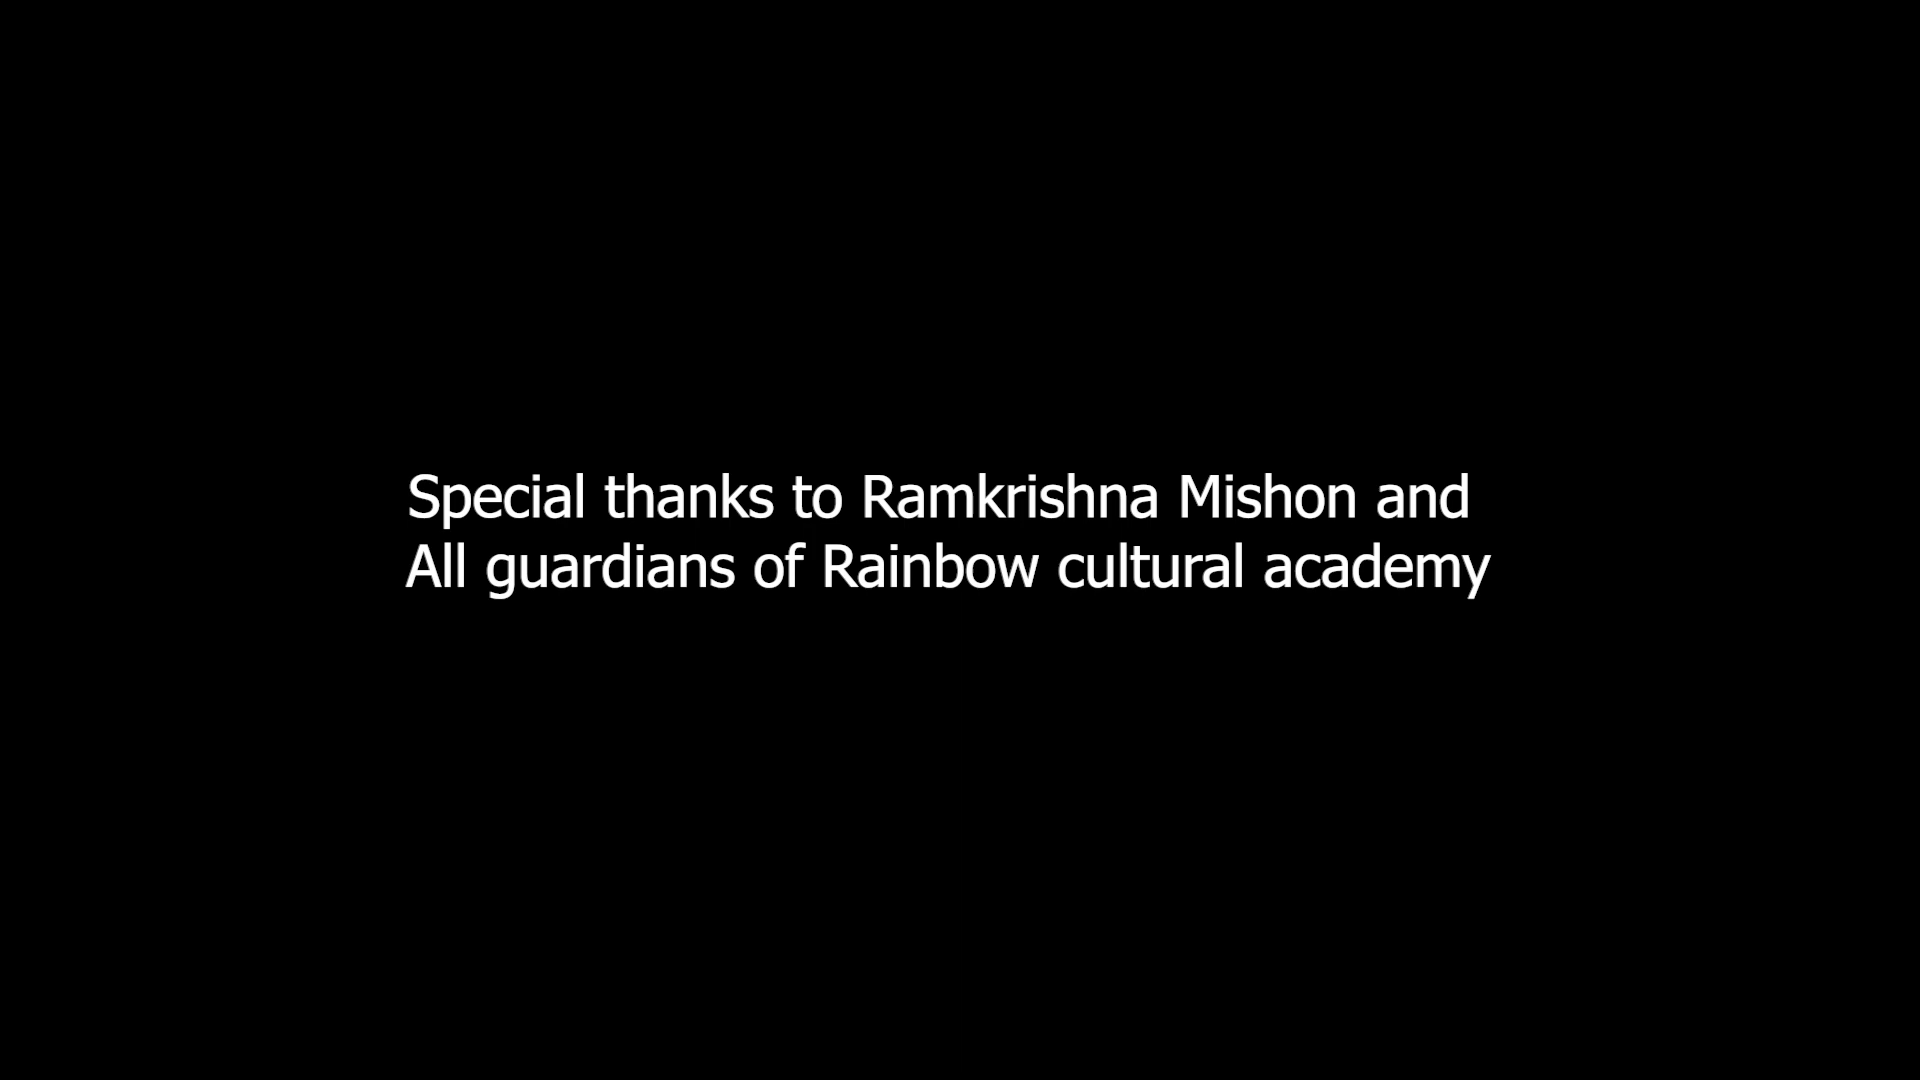 Special thanks to Ramkrishna Mishon and
All guardians of Rainbow cultural academy